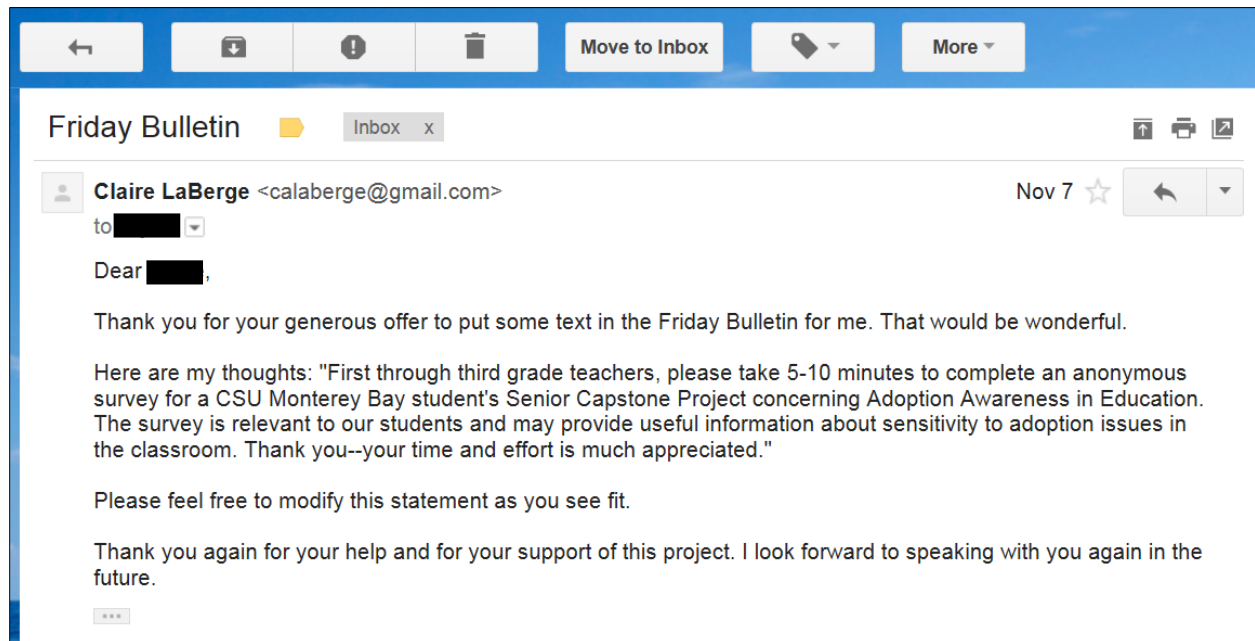 Move to Inbox More
Friday Bulletin Inbox x
Claire LaBerge <calaberge@gmail.com> Nov 7
to
Dear ,
Thank you for your generous offer to put some text in the Friday Bulletin for me. That would be wonderful.
Here are my thoughts: "First through third grade teachers, please take 5-10 minutes to complete an anonymous
survey for a CSU Monterey Bay student's Senior Capstone Project concerning Adoption Awareness in Education.
The survey is relevant to our students and may provide useful information about sensitivity to adoption issues in
the classroom. Thank you--your time and effort is much appreciated."
Please feel free to modify this statement as you see fit.
Thank you again for your help and for your support of this project. I look forward to speaking with you again in the
future.